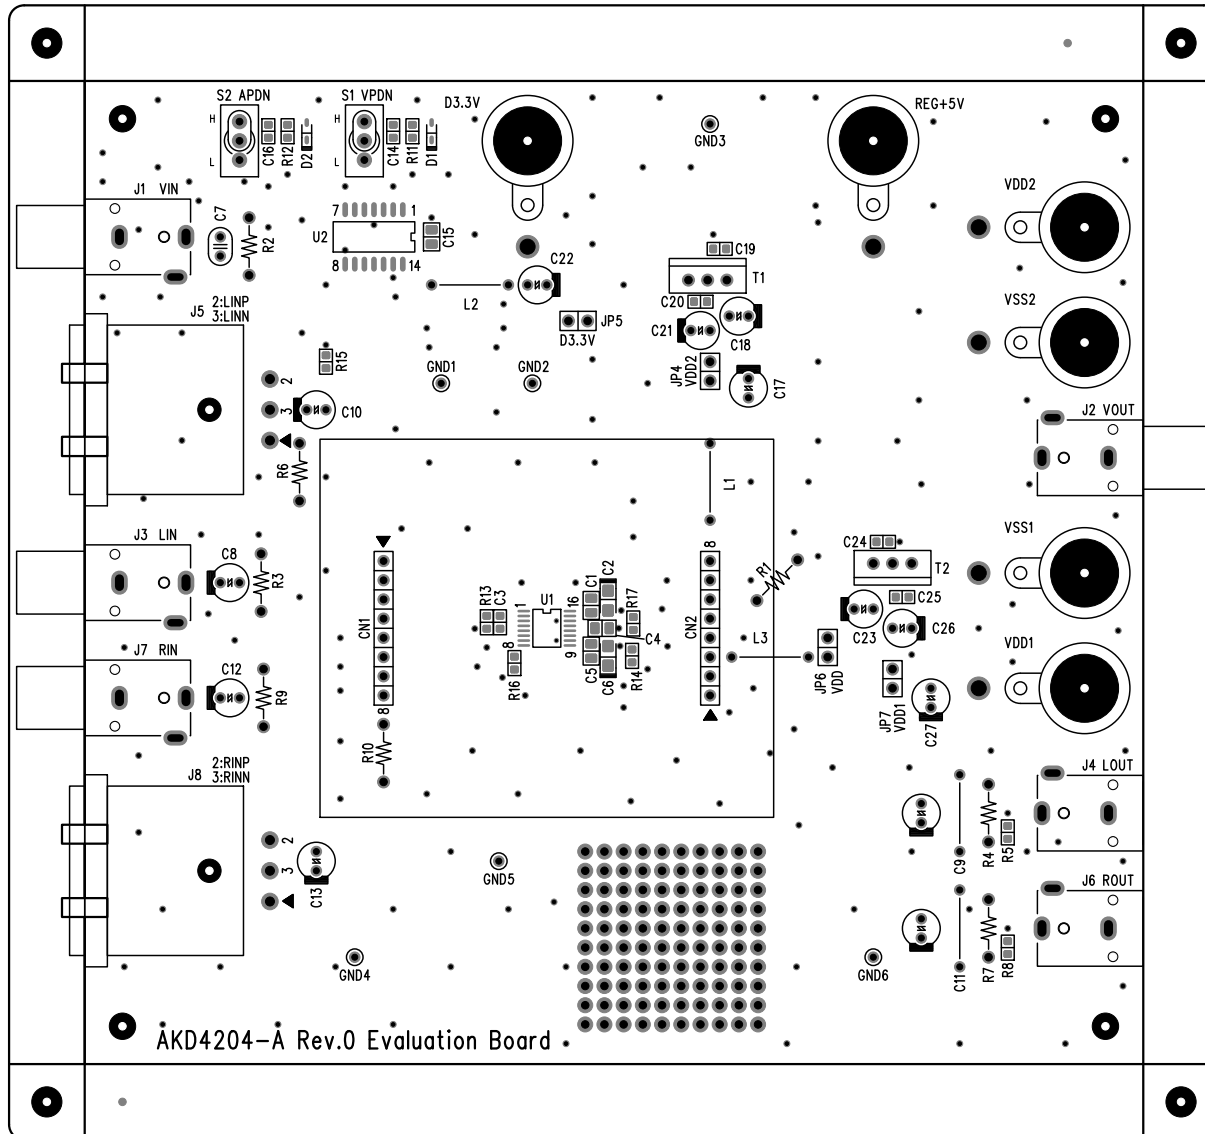 S2 APDN
S1 VPDN
D3.3V
REG+5V
H
L
C16
R12
D2
H
L
C14
R11
D1
GND3
J1 VIN
C7
R2
7
1
U2
8
14
C15
VDD2
C19
T1
C22
L2
C20
C21
C18
JP5
D3.3V
VSS2
J5
2:LINP
3:LINN
R15
GND1
GND2
JP4
VDD2
C17
2
3
C10
R6
J2 VOUT
L1
J3 LIN
C8
R3
VSS1
C24
T2
C25
C23
C26
R1
8
CN1
8
CN2
R13
C3
1
U1
16
8
9
C1
C2
R17
C4
C5
C6
R14
R16
L3
JP6
VDD
JP7
VDD1
C27
VDD1
J7 RIN
C12
R9
R10
J8
2:RINP
3:RINN
2
3
C13
GND5
J4 LOUT
C9
R4
R5
J6 ROUT
GND4
GND6
C11
R7
R8
AKD4204-A Rev.0 Evaluation Board